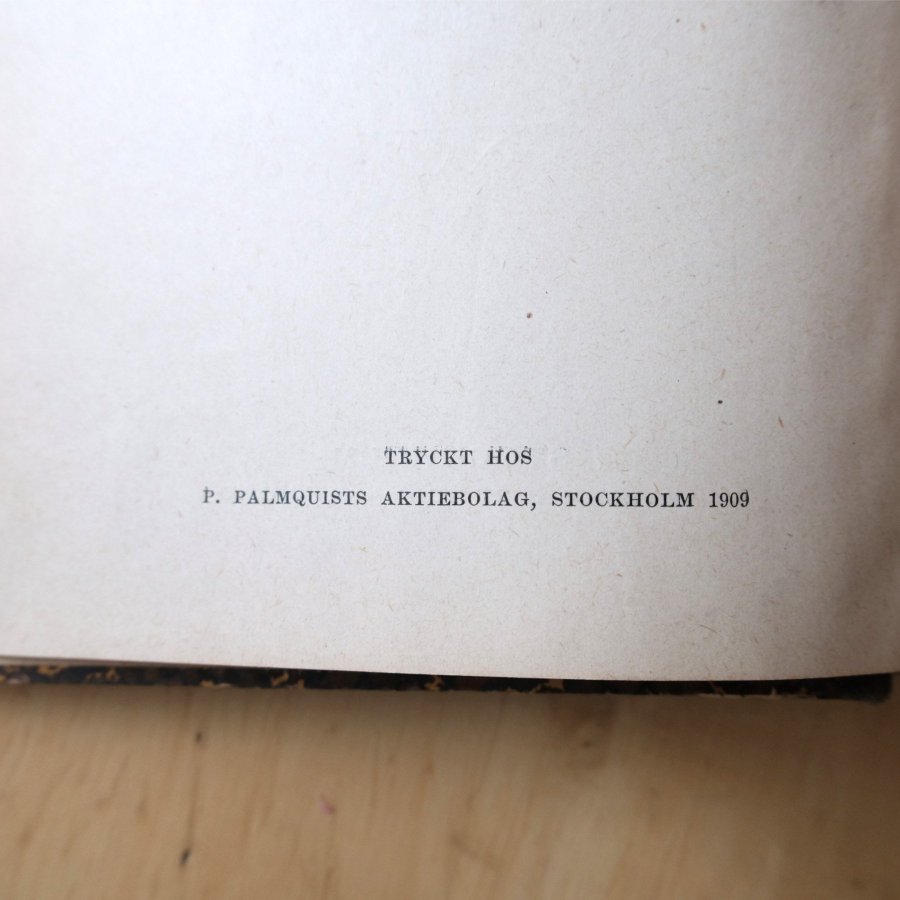 TRYCKT HOS
P. PALMQUISTS AKTIEBOLAG, STOCKHOLM 1909